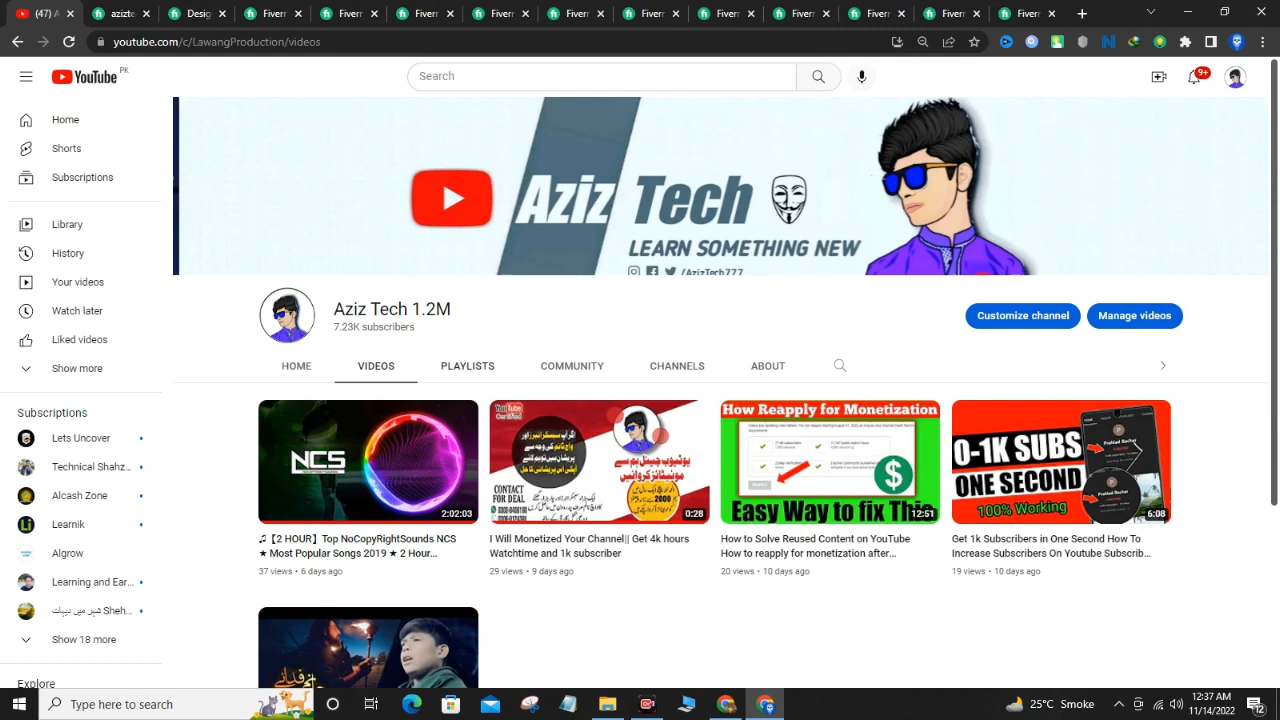 (47) A
aziztec
Design
A
Fiverr
Fiverr
Fiverr
Fiverr
Fiverr
Fiverr
Fiverr
Fiverr
Fiverr
Fiverr
youtube.com/c/LawangProduction/videos
YouTube PK
Search
9+
Home
Shorts
Subscriptions
Library
History
Your videos
Watch later
Liked videos
Show more
Subscriptions
Lets Uncover
Technical Shahz...
Alcash Zone
Learnik
Algrow
Learning and Ear...
شہر میں دیہات Sheh...
Show 18 more
Explore
Aziz Tech
LEARN SOMETHING NEW
/AzizTech777
Aziz Tech 1.2M
7.23K subscribers
Customize channel
Manage videos
HOME
VIDEOS
PLAYLISTS
COMMUNITY
CHANNELS
ABOUT
NCS
2:02:03
♫【2 HOUR】Top NoCopyRightSounds NCS
★ Most Popular Songs 2019 ★ 2 Hour...
37 views • 6 days ago
YouTube
CONTACT
FOR DEAL
0:28
I Will Monetized Your Channel|| Get 4k hours
Watchtime and 1k subscriber
29 views • 9 days ago
How Reapply for Monetization
$
Easy Way to fix This
12:51
How to Solve Reused Content on YouTube
How to reapply for monetization after...
20 views • 10 days ago
0-1K SUBS
ONE SECOND
100% Working
6:08
Get 1k Subscribers in One Second How To
Increase Subscribers On Youtube Subscrib...
19 views • 10 days ago
Type here to search
25°C Smoke
12:37 AM
11/14/2022
12